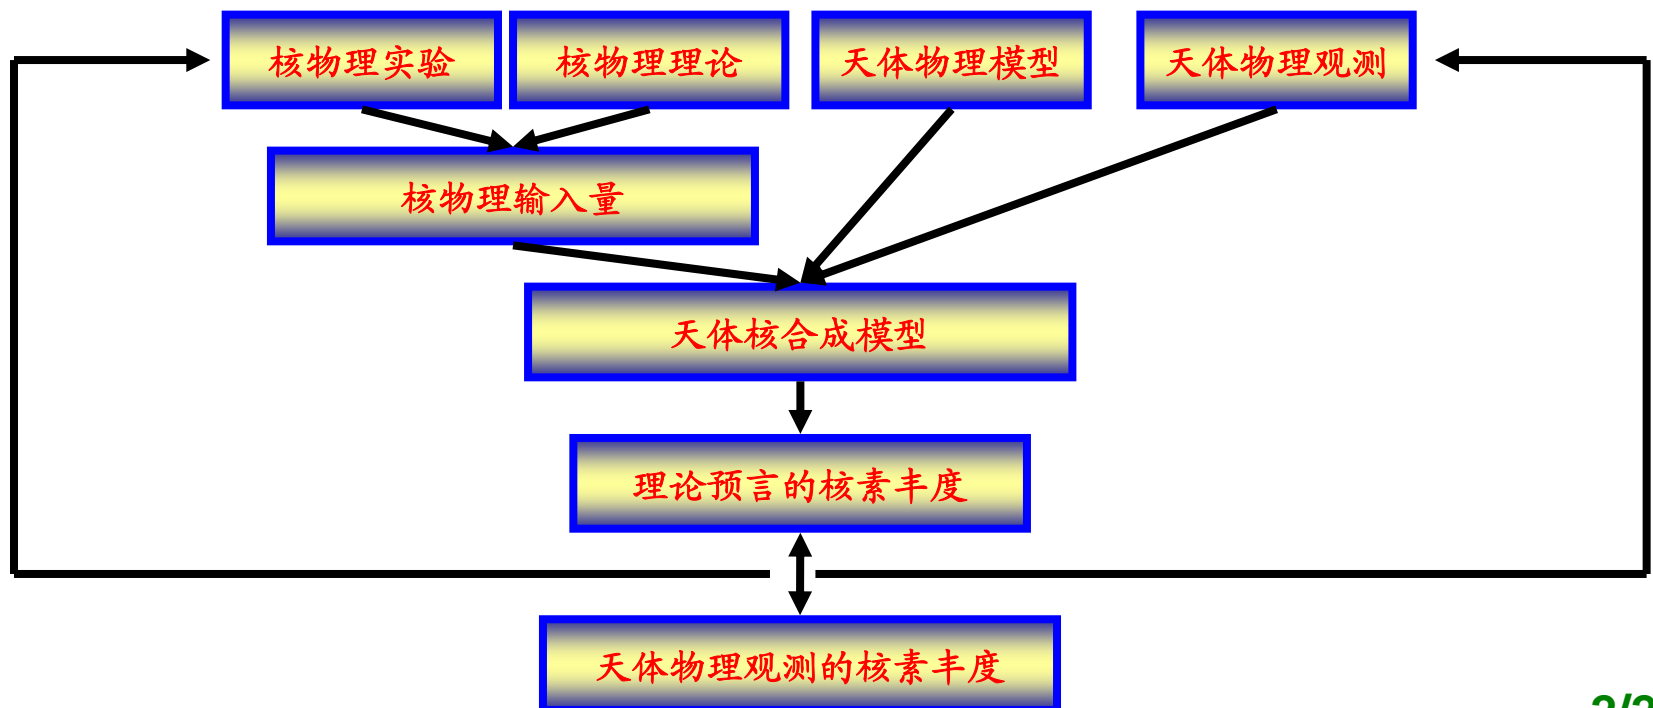 核物理实验 核物理理论 天体物理模型 天体物理观测
核物理输入量
天体核合成模型
理论预言的核素丰度
天体物理观测的核素丰度